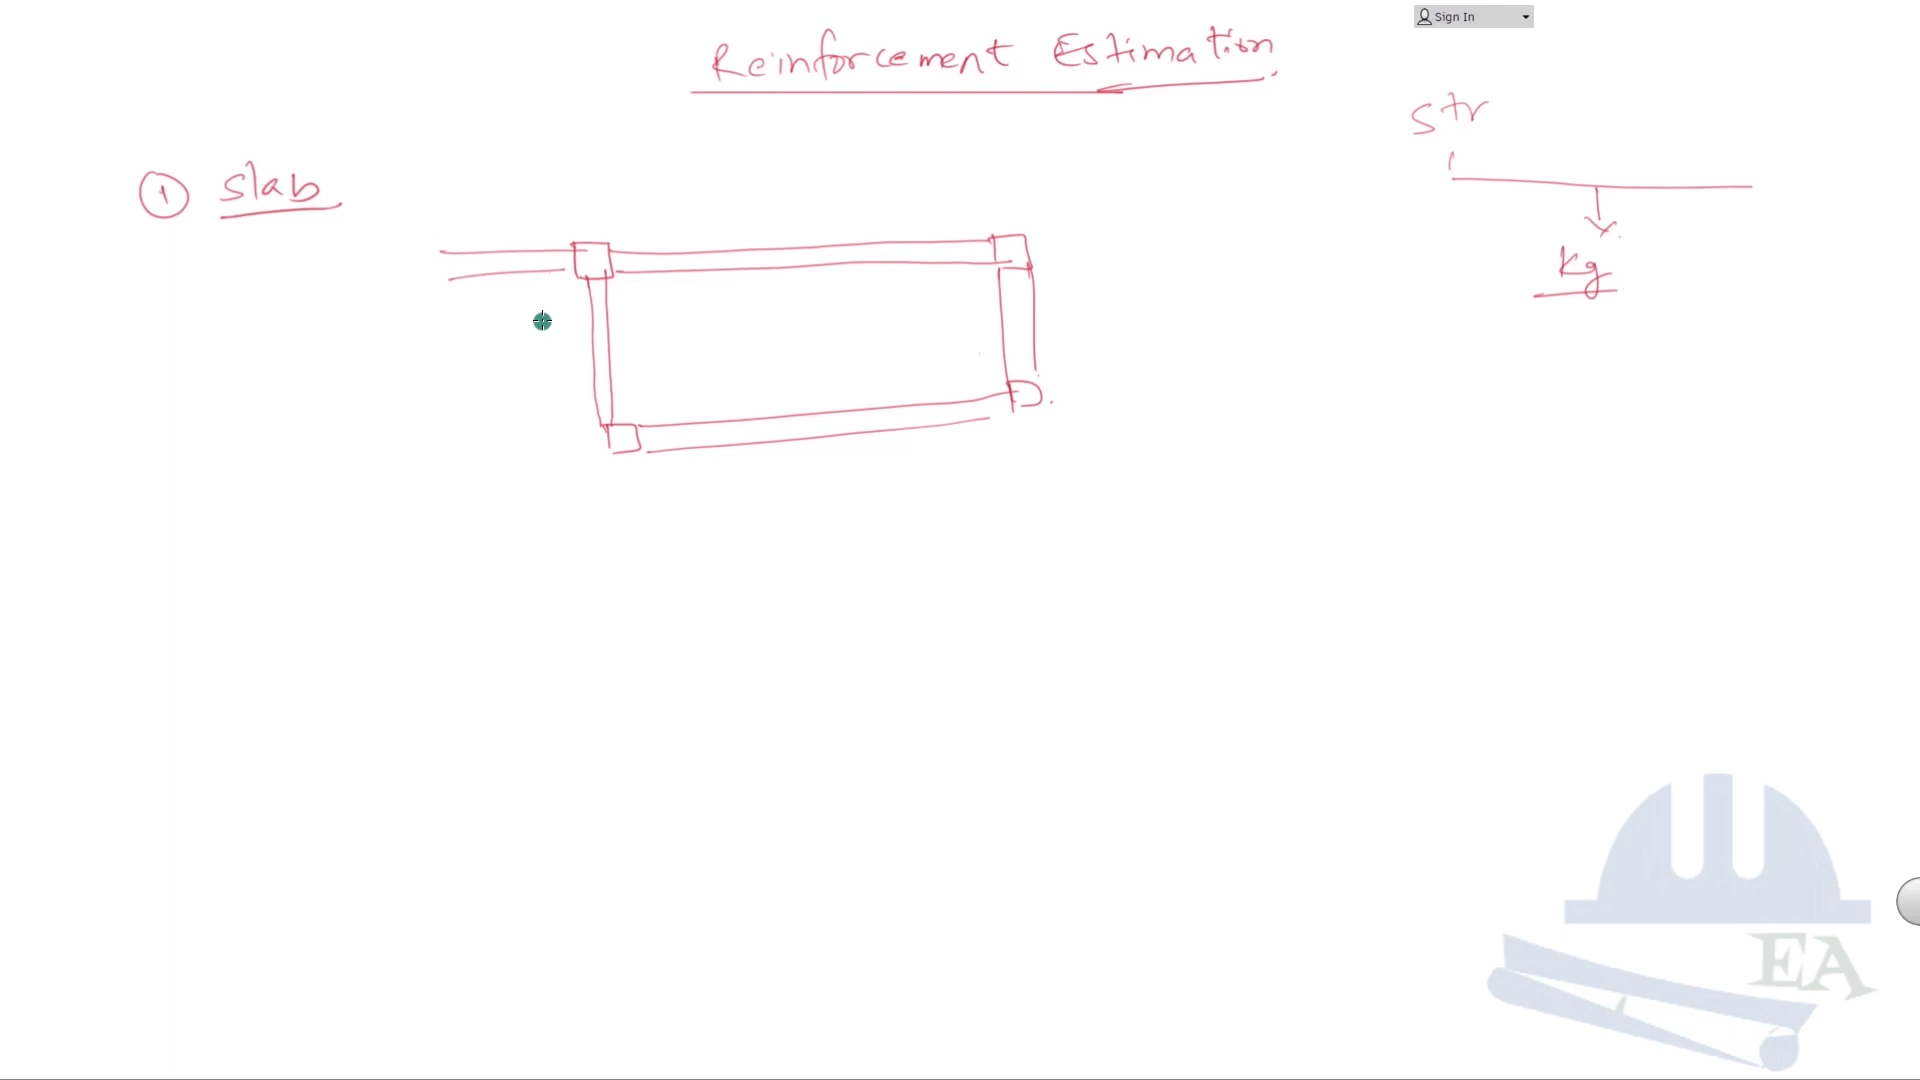 Sign In
Reinforcement Estimation.
Str
① Slab
Kg
EA